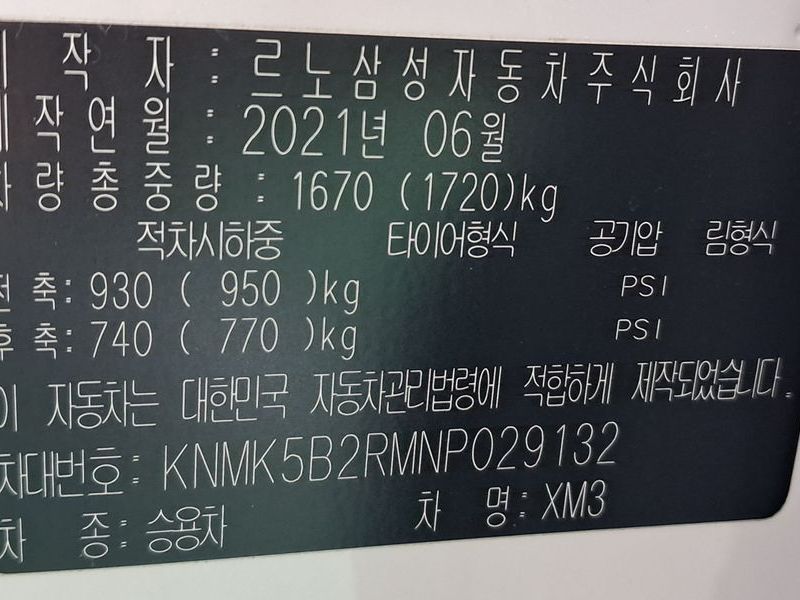 제 작 자 : 르노삼성자동차주식회사
제작연월 : 2021년 06월
차량총중량 : 1670 (1720)kg
적차시하중 타이어형식 공기압 림형식
전 축: 930 ( 950 )kg PSI
후 축: 740 ( 770 )kg PSI
이 자동차는 대한민국 자동차관리법령에 적합하게 제작되었습니다.
차대번호: KNMK5B2RMNP029132
차 종: 승용차 차 명: XM3